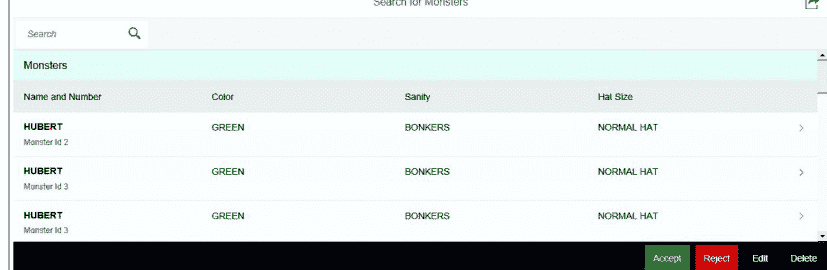 Search for Monsters
Search
Monsters
Name and Number Color Sanity Hat Size
HUBERT GREEN BONKERS NORMAL HAT
Monster Id 2
HUBERT GREEN BONKERS NORMAL HAT
Monster Id 3
HUBERT GREEN BONKERS NORMAL HAT
Monster Id 3
Accept Reject Edit Delete